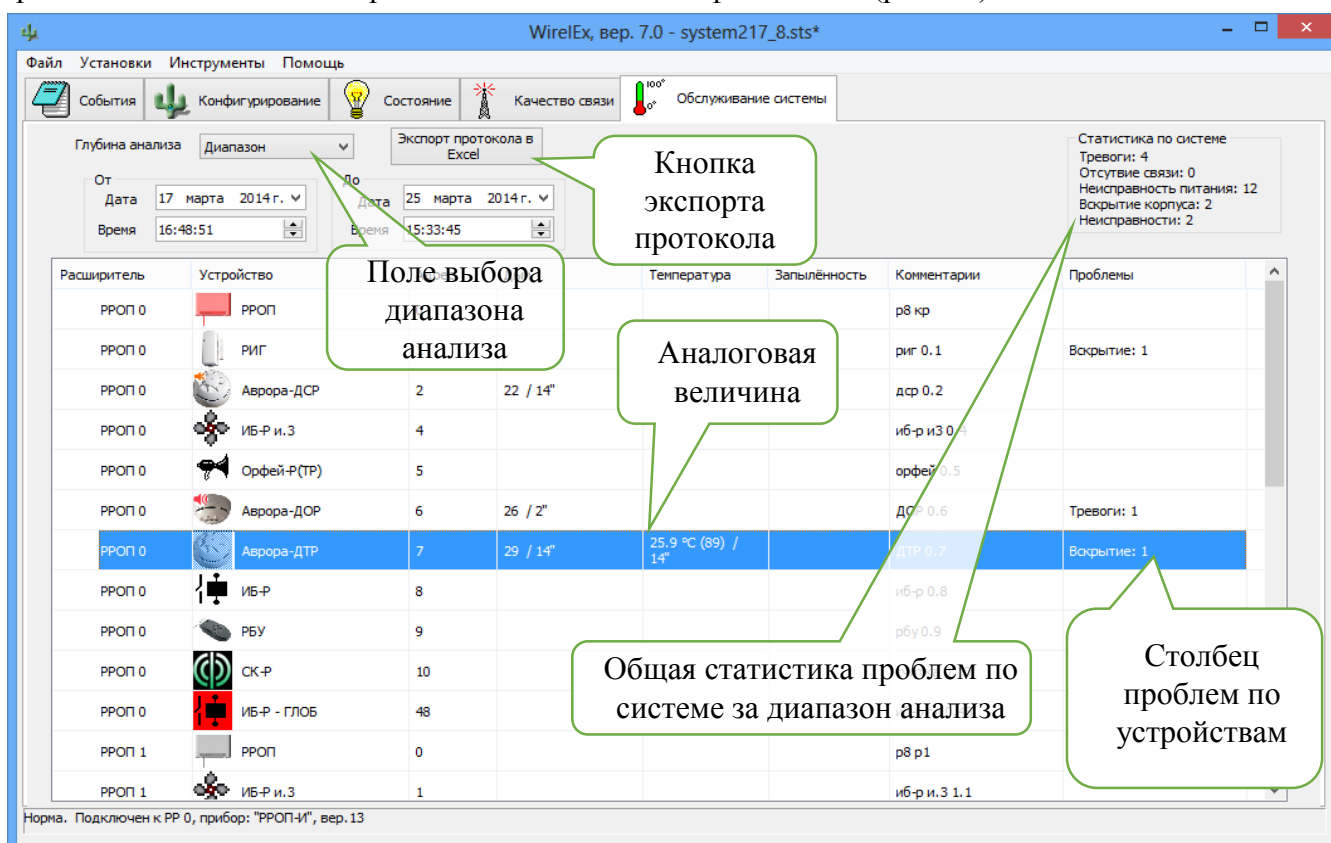 WirelEx, вер. 7.0 - system217_8.sts*
Файл Установки Инструменты Помощь
События Конфигурирование Состояние Качество связи 100° 0° Обслуживание системы
Глубина анализа Диапазон
Экспорт протокола в
Excel
Кнопка
экспорта
протокола
Статистика по системе
Тревоги: 4
Отсутвие связи: 0
Неисправность питания: 12
Вскрытие корпуса: 2
Неисправности: 2
От
Дата 17 марта 2014 г.
Время 16:48:51
До
Дата 25 марта 2014 г.
Время 15:33:45
Поле выбора
диапазона
анализа
Расширитель Устройство Температура Запылённость Комментарии Проблемы
РРОП 0 РРОП р8 кр
РРОП 0 РИГ риг 0.1 Вскрытие: 1
Аналоговая
величина
РРОП 0 Аврора-ДСР 2 22 / 14" дср 0.2
РРОП 0 ИБ-Р и.3 4 иб-р и3 0.4
РРОП 0 Орфей-Р(ТР) 5 орфей 0.5
РРОП 0 Аврора-ДОР 6 26 / 2" ДОР 0.6 Тревоги: 1
РРОП 0 Аврора-ДТР 7 29 / 14" 25.9 °C (89) / 14" ДТР 0.7 Вскрытие: 1
РРОП 0 ИБ-Р 8 иб-р 0.8
РРОП 0 РБУ 9 рбу 0.9
РРОП 0 СК-Р 10
РРОП 0 ИБ-Р - ГЛОБ 48
Общая статистика проблем по
системе за диапазон анализа
Столбец
проблем по
устройствам
РРОП 1 РРОП 0 р8 р1
РРОП 1 ИБ-Р и.3 1 иб-р и.3 1.1
Норма. Подключен к РР 0, прибор: "РРОП-И", вер.13